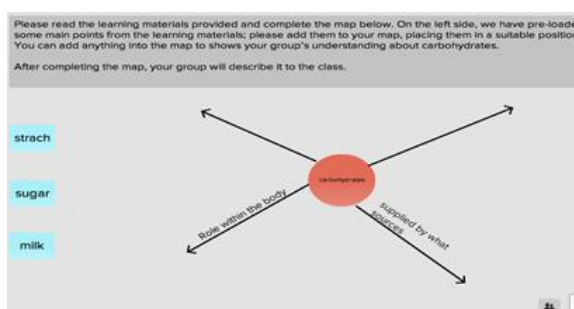 Please read the learning materials provided and complete the map below. On the left side, we have pre-loade
some main points from the learning materials; please add them to your map, placing them in a suitable position
You can add anything into the map to shows your group's understanding about carbohydrates.
After completing the map, your group will describe it to the class.
strach
sugar
milk
carbohydrates
Role within the body
supplied by what
sources